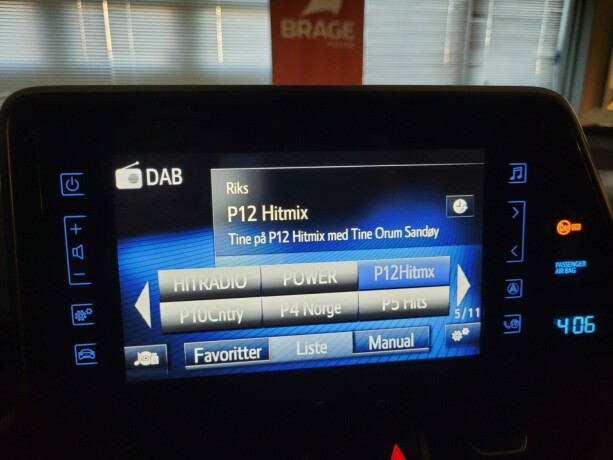 BRAGE
DAB
Riks
P12 Hitmix
Tine på P12 Hitmix med Tine Orum Sandøy
HITRADIO POWER P12Hitmx
P10Cntry P4 Norge P5 Hits
5/11
Favoritter Liste Manual
PASSENGER
AIR BAG
4:06